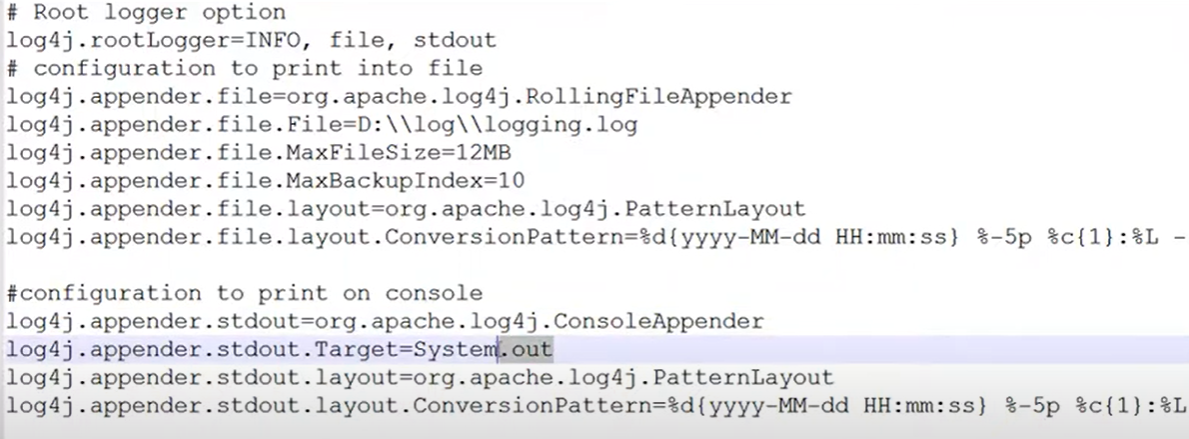 # Root logger option
log4j.rootLogger=INFO, file, stdout
# configuration to print into file
log4j.appender.file=org.apache.log4j.RollingFileAppender
log4j.appender.file.File=D:\\log\\logging.log
log4j.appender.file.MaxFileSize=12MB
log4j.appender.file.MaxBackupIndex=10
log4j.appender.file.layout=org.apache.log4j.PatternLayout
log4j.appender.file.layout.ConversionPattern=%d{yyyy-MM-dd HH:mm:ss} %-5p %c{1}:%L -
#configuration to print on console
log4j.appender.stdout=org.apache.log4j.ConsoleAppender
log4j.appender.stdout.Target=System.out
log4j.appender.stdout.layout=org.apache.log4j.PatternLayout
log4j.appender.stdout.layout.ConversionPattern=%d{yyyy-MM-dd HH:mm:ss} %-5p %c{1}:%L